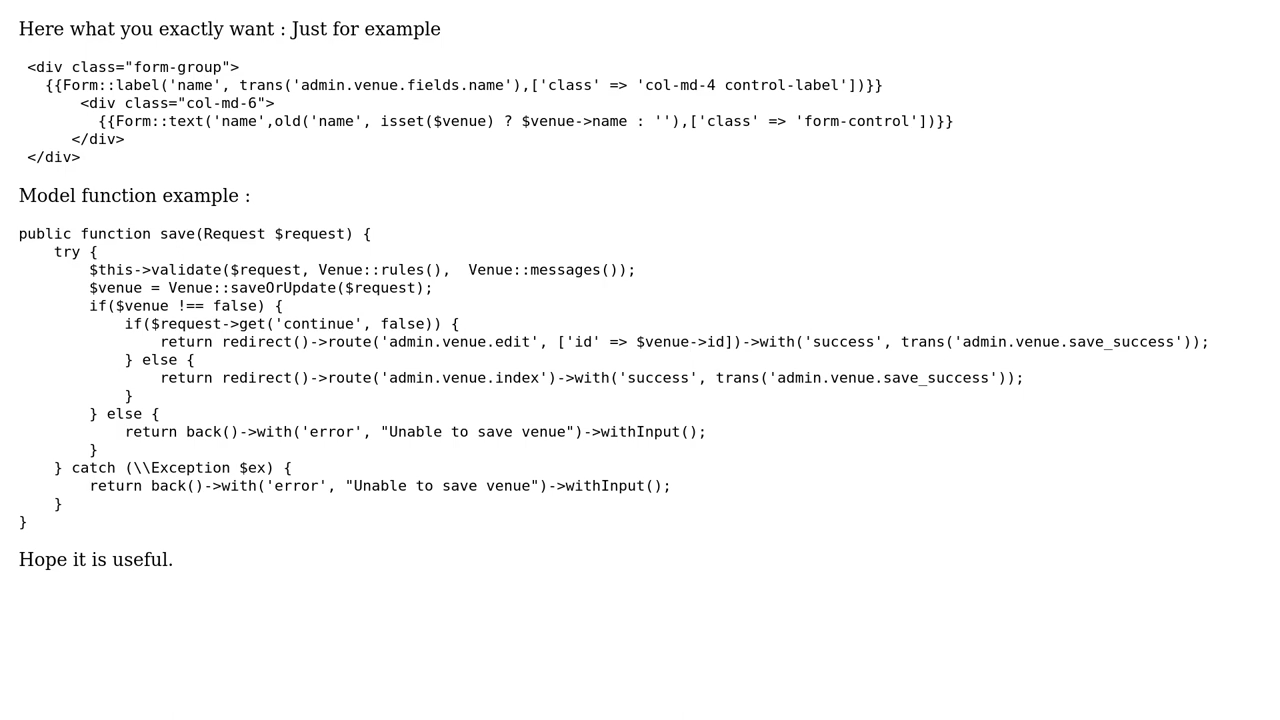 Here what you exactly want : Just for example
 <div class="form-group">
   {{Form::label('name', trans('admin.venue.fields.name'),['class' => 'col-md-4 control-label'])}}
       <div class="col-md-6">
         {{Form::text('name',old('name', isset($venue) ? $venue->name : ''),['class' => 'form-control'])}}
      </div>
 </div>
Model function example :
public function save(Request $request) {
    try {
        $this->validate($request, Venue::rules(),  Venue::messages());
        $venue = Venue::saveOrUpdate($request);
        if($venue !== false) {
            if($request->get('continue', false)) {
                return redirect()->route('admin.venue.edit', ['id' => $venue->id])->with('success', trans('admin.venue.save_success'));
            } else {
                return redirect()->route('admin.venue.index')->with('success', trans('admin.venue.save_success'));
            }
        } else {
            return back()->with('error', "Unable to save venue")->withInput();
        }
    } catch (\\Exception $ex) {
        return back()->with('error', "Unable to save venue")->withInput();
    }
}
Hope it is useful.